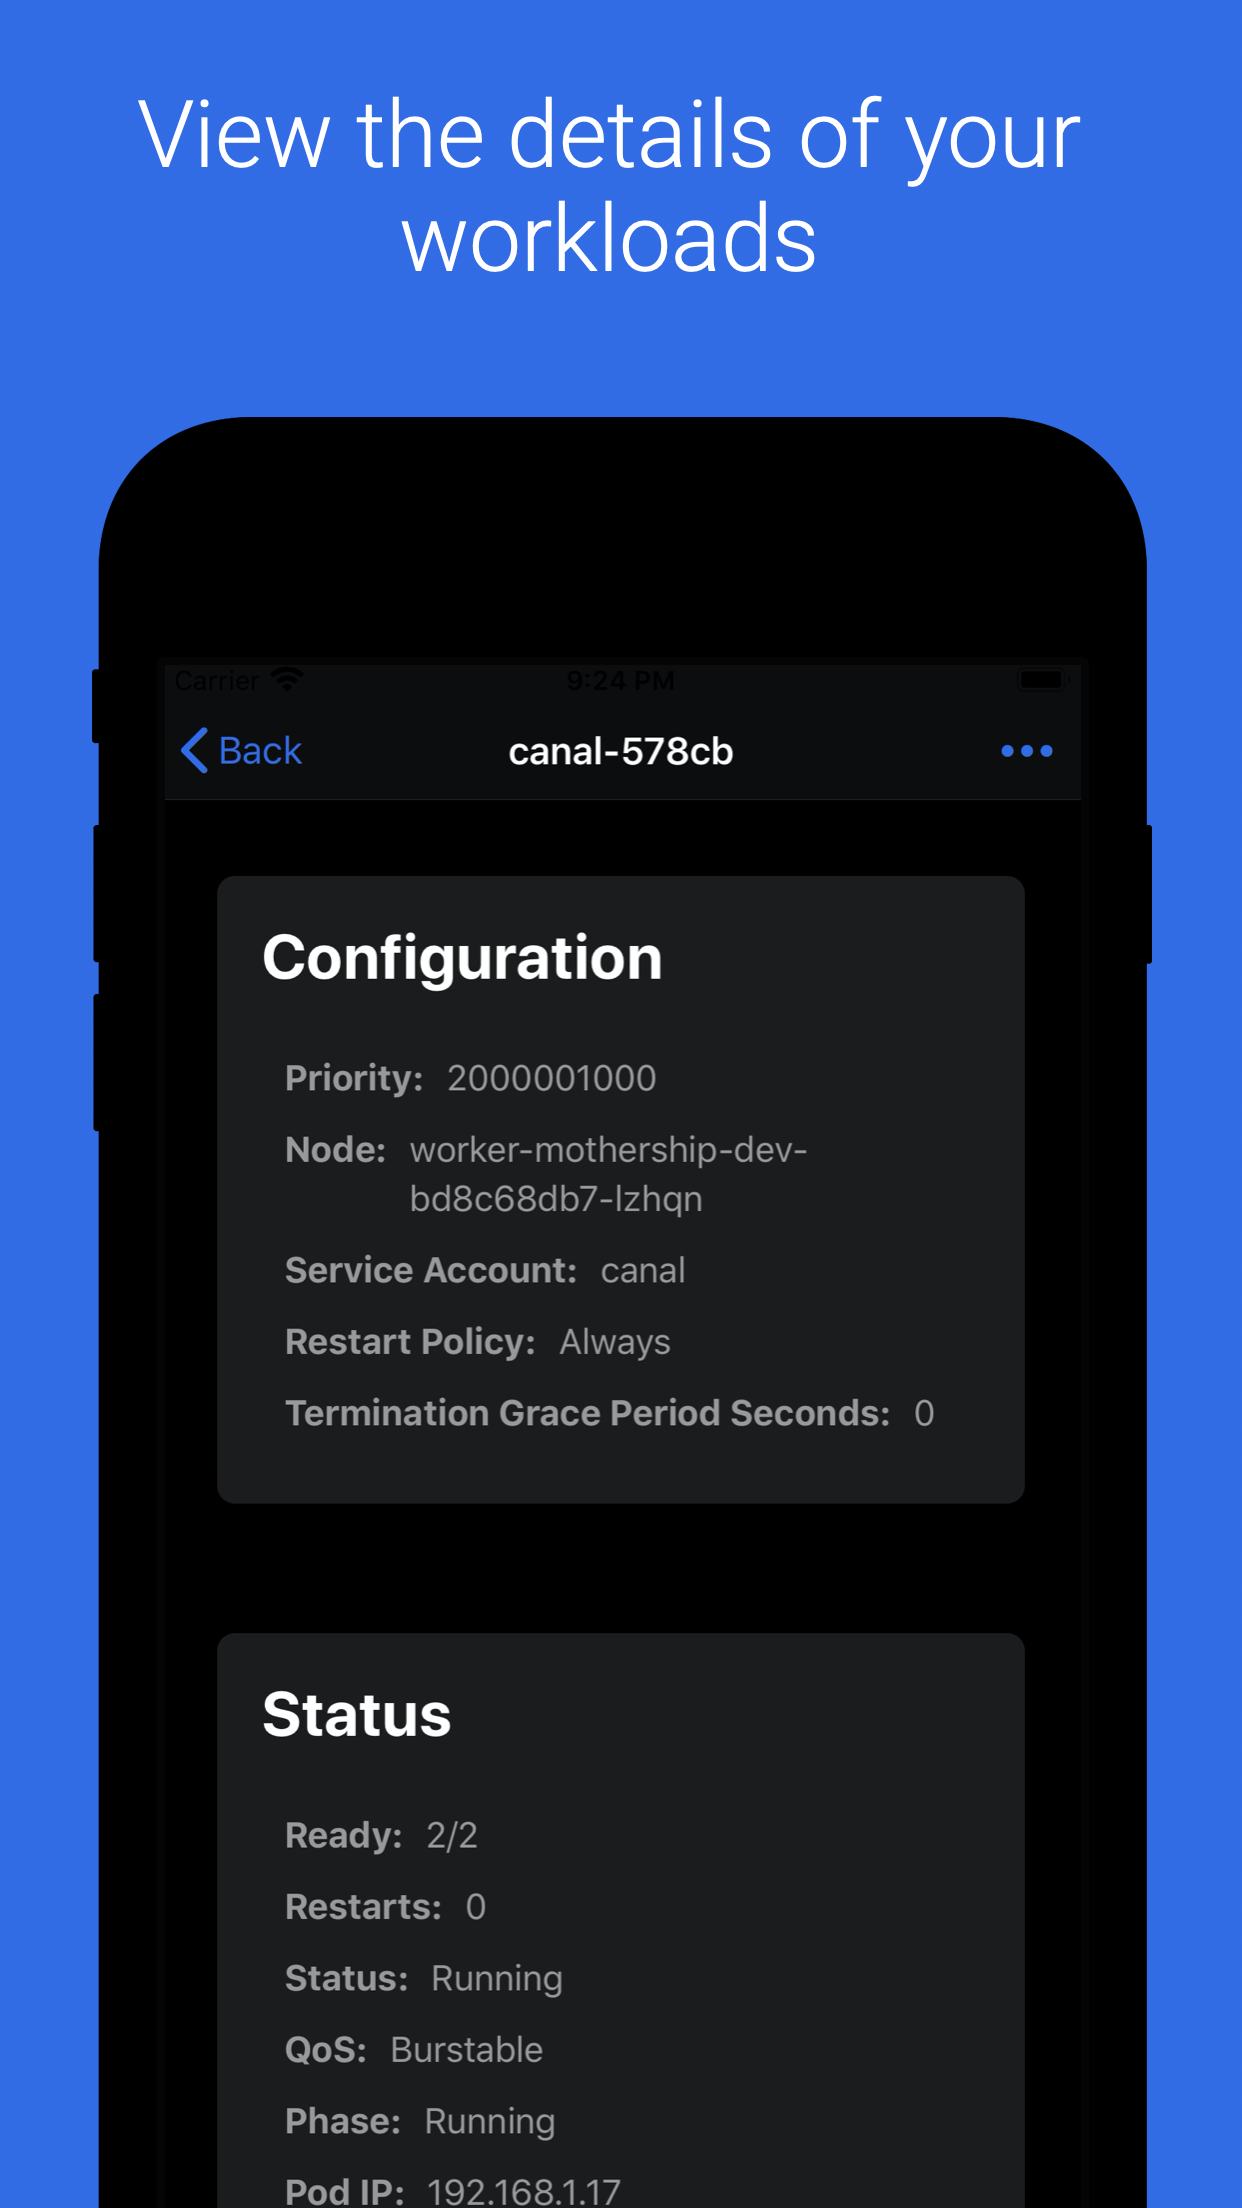 View the details of your
workloads
Carrier 9:24 PM
Back canal-578cb
Configuration
Priority: 2000001000
Node: worker-mothership-dev-
bd8c68db7-lzhqn
Service Account: canal
Restart Policy: Always
Termination Grace Period Seconds: 0
Status
Ready: 2/2
Restarts: 0
Status: Running
QoS: Burstable
Phase: Running
Pod IP: 192.168.1.17